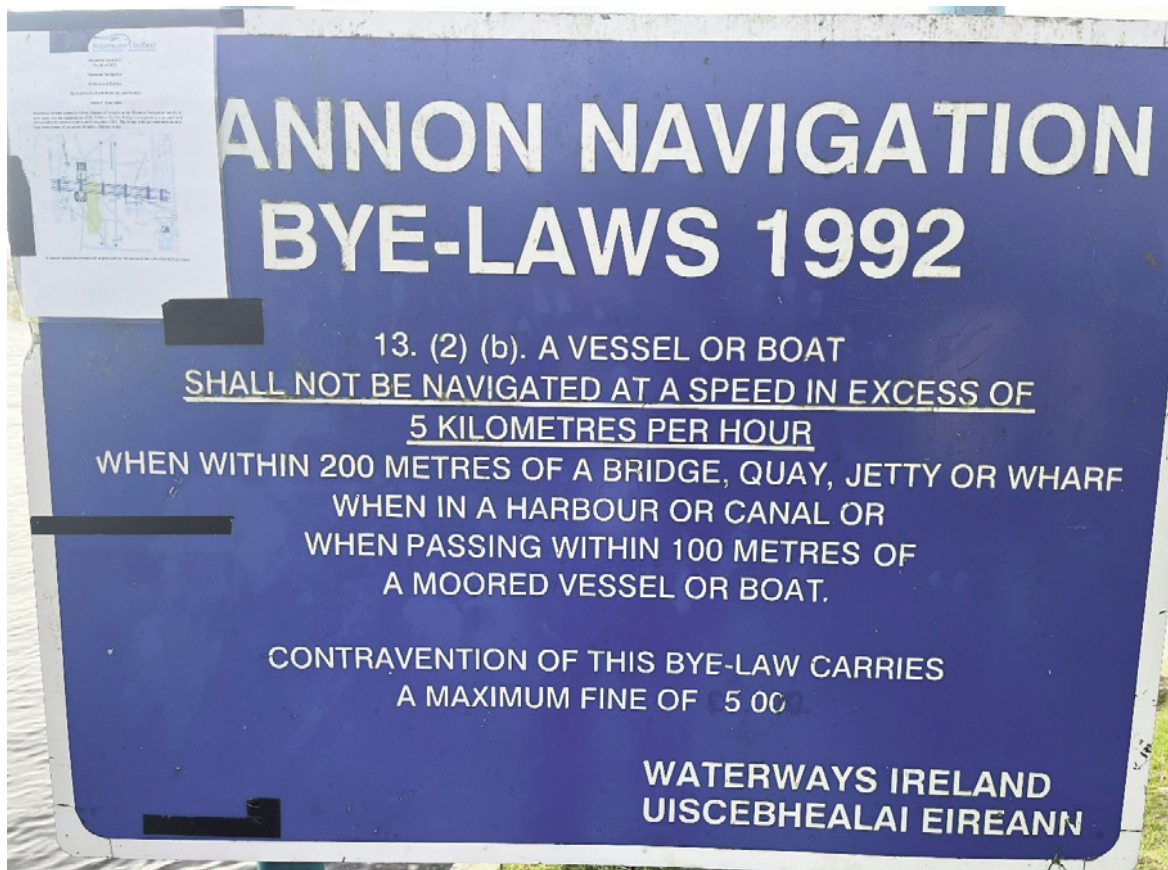 ANNON NAVIGATION
BYE-LAWS 1992
13. (2) (b). A VESSEL OR BOAT
SHALL NOT BE NAVIGATED AT A SPEED IN EXCESS OF
5 KILOMETRES PER HOUR
WHEN WITHIN 200 METRES OF A BRIDGE, QUAY, JETTY OR WHARF
WHEN IN A HARBOUR OR CANAL OR
WHEN PASSING WITHIN 100 METRES OF
A MOORED VESSEL OR BOAT.
CONTRAVENTION OF THIS BYE-LAW CARRIES
A MAXIMUM FINE OF 5 00
WATERWAYS IRELAND
UISCEBHEALAI EIREANN